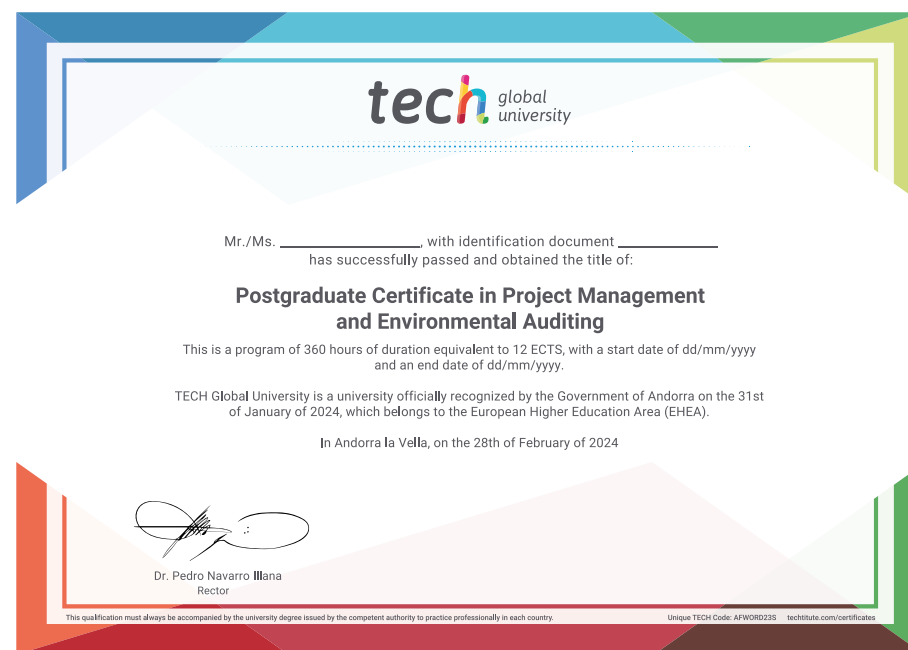 tech global university
Mr./Ms. ____________________, with identification document ______________
has successfully passed and obtained the title of:
Postgraduate Certificate in Project Management
and Environmental Auditing
This is a program of 360 hours of duration equivalent to 12 ECTS, with a start date of dd/mm/yyyy
and an end date of dd/mm/yyyy.
TECH Global University is a university officially recognized by the Government of Andorra on the 31st
of January of 2024, which belongs to the European Higher Education Area (EHEA).
In Andorra la Vella, on the 28th of February of 2024
Dr. Pedro Navarro Illana
Rector
This qualification must always be accompanied by the university degree issued by the competent authority to practice professionally in each country.
Unique TECH Code: AFWORD23S techtitute.com/certificates